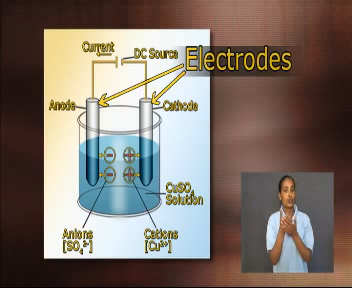 Current
DC Source
Electrodes
Anode
Cathode
CuSO4
Solution
Anions
[SO4²⁻]
Cations
[Cu²⁺]